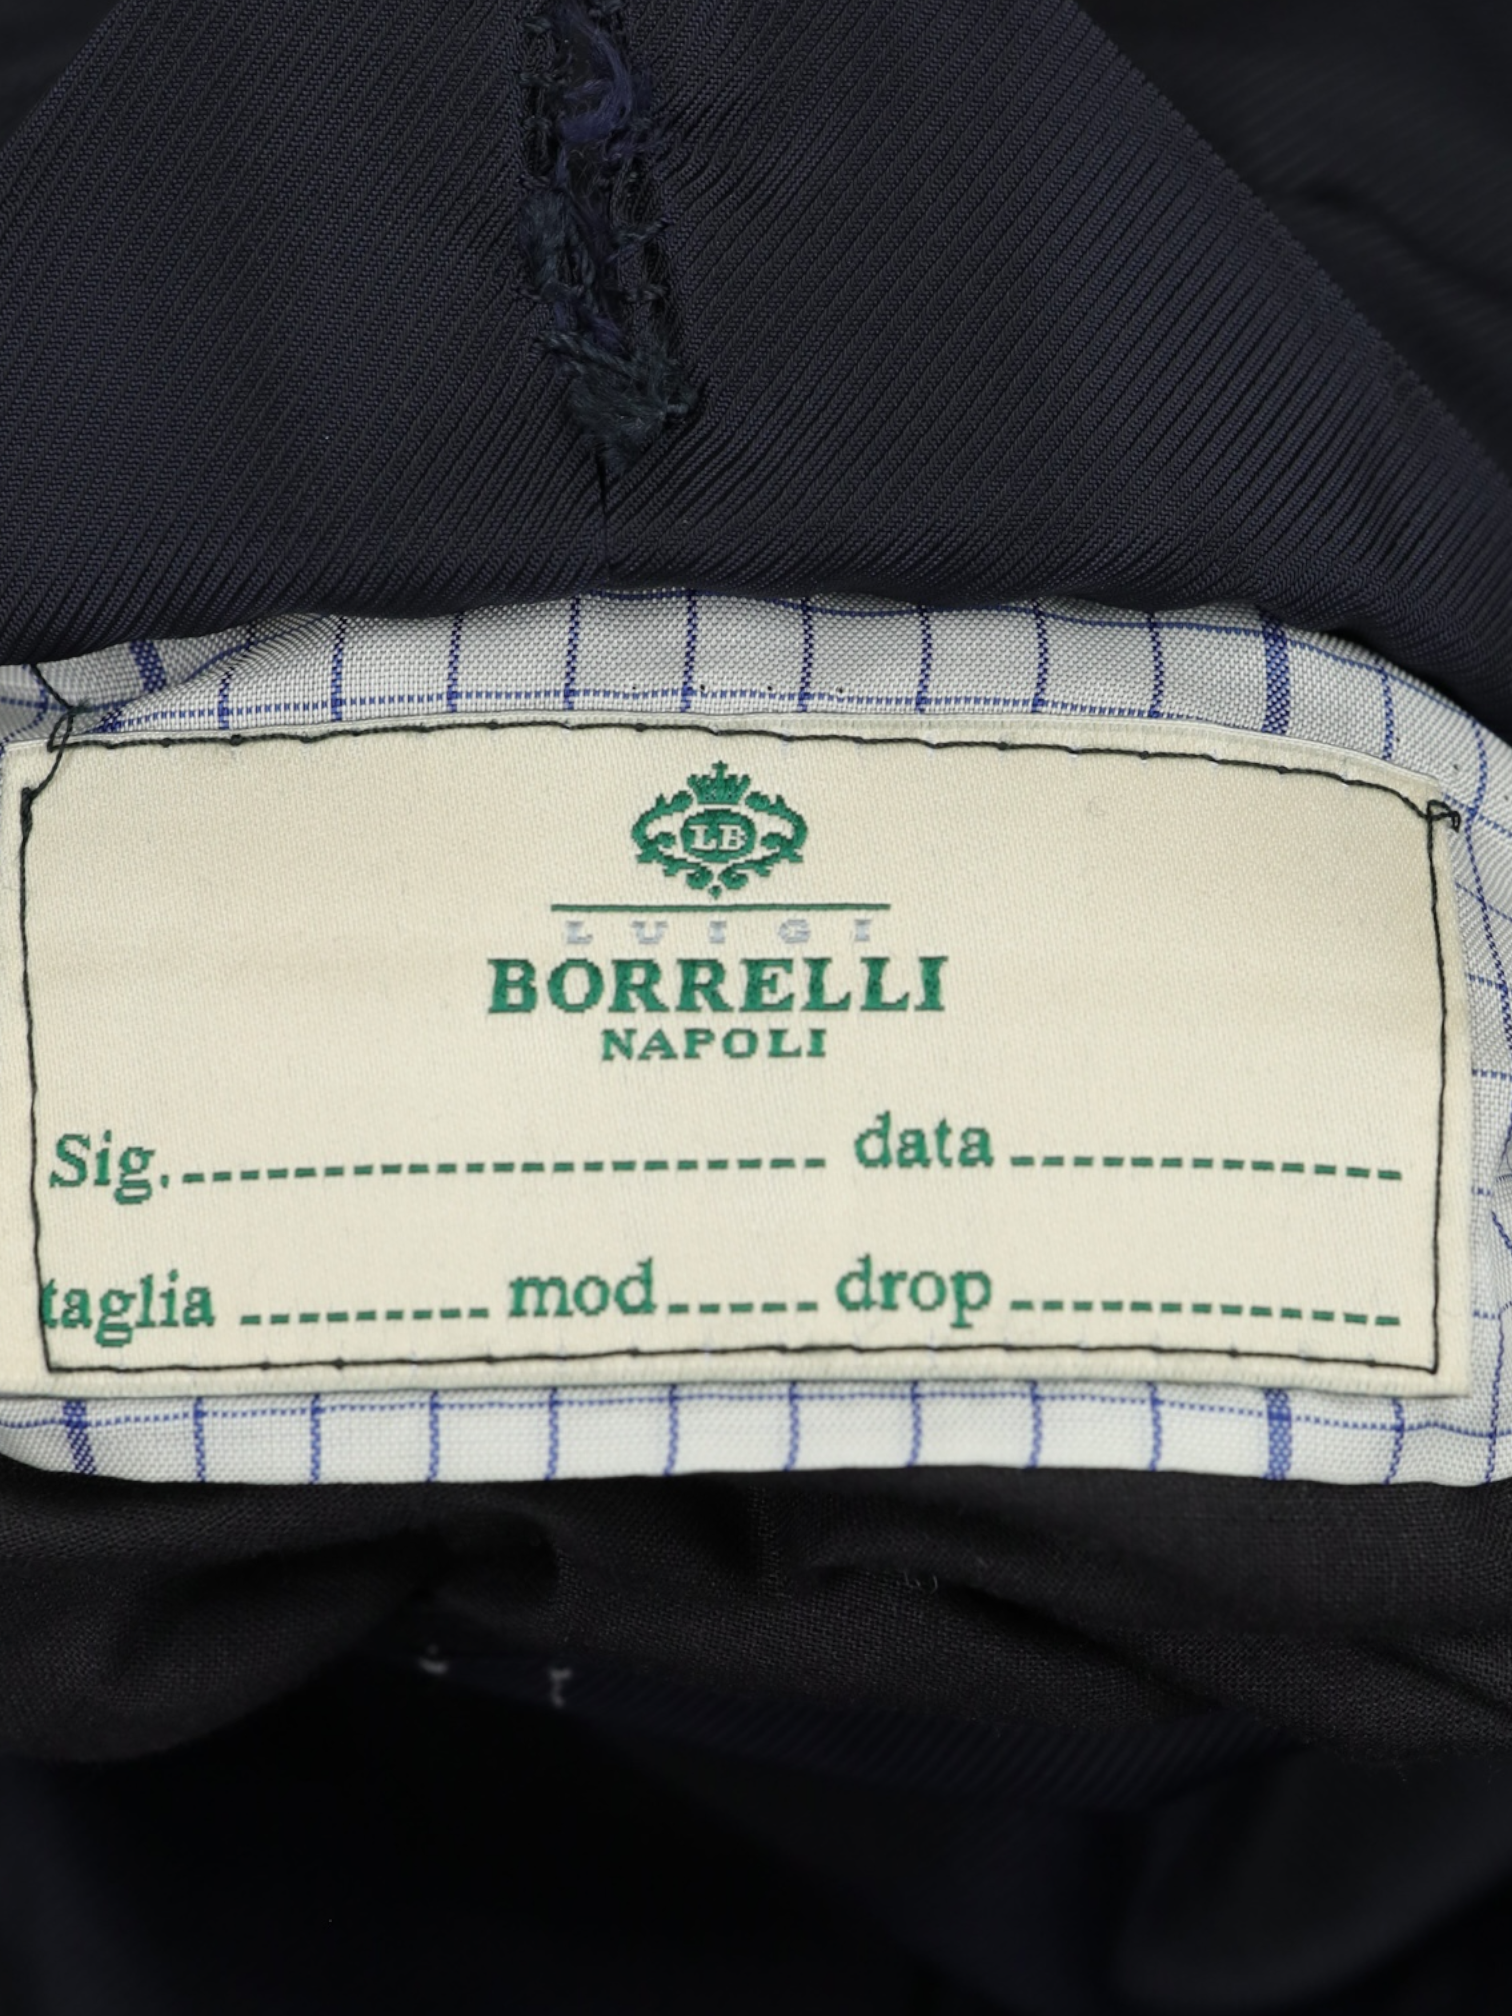 LB
LUIGI
BORRELLI
NAPOLI
Sig. data
taglia mod drop